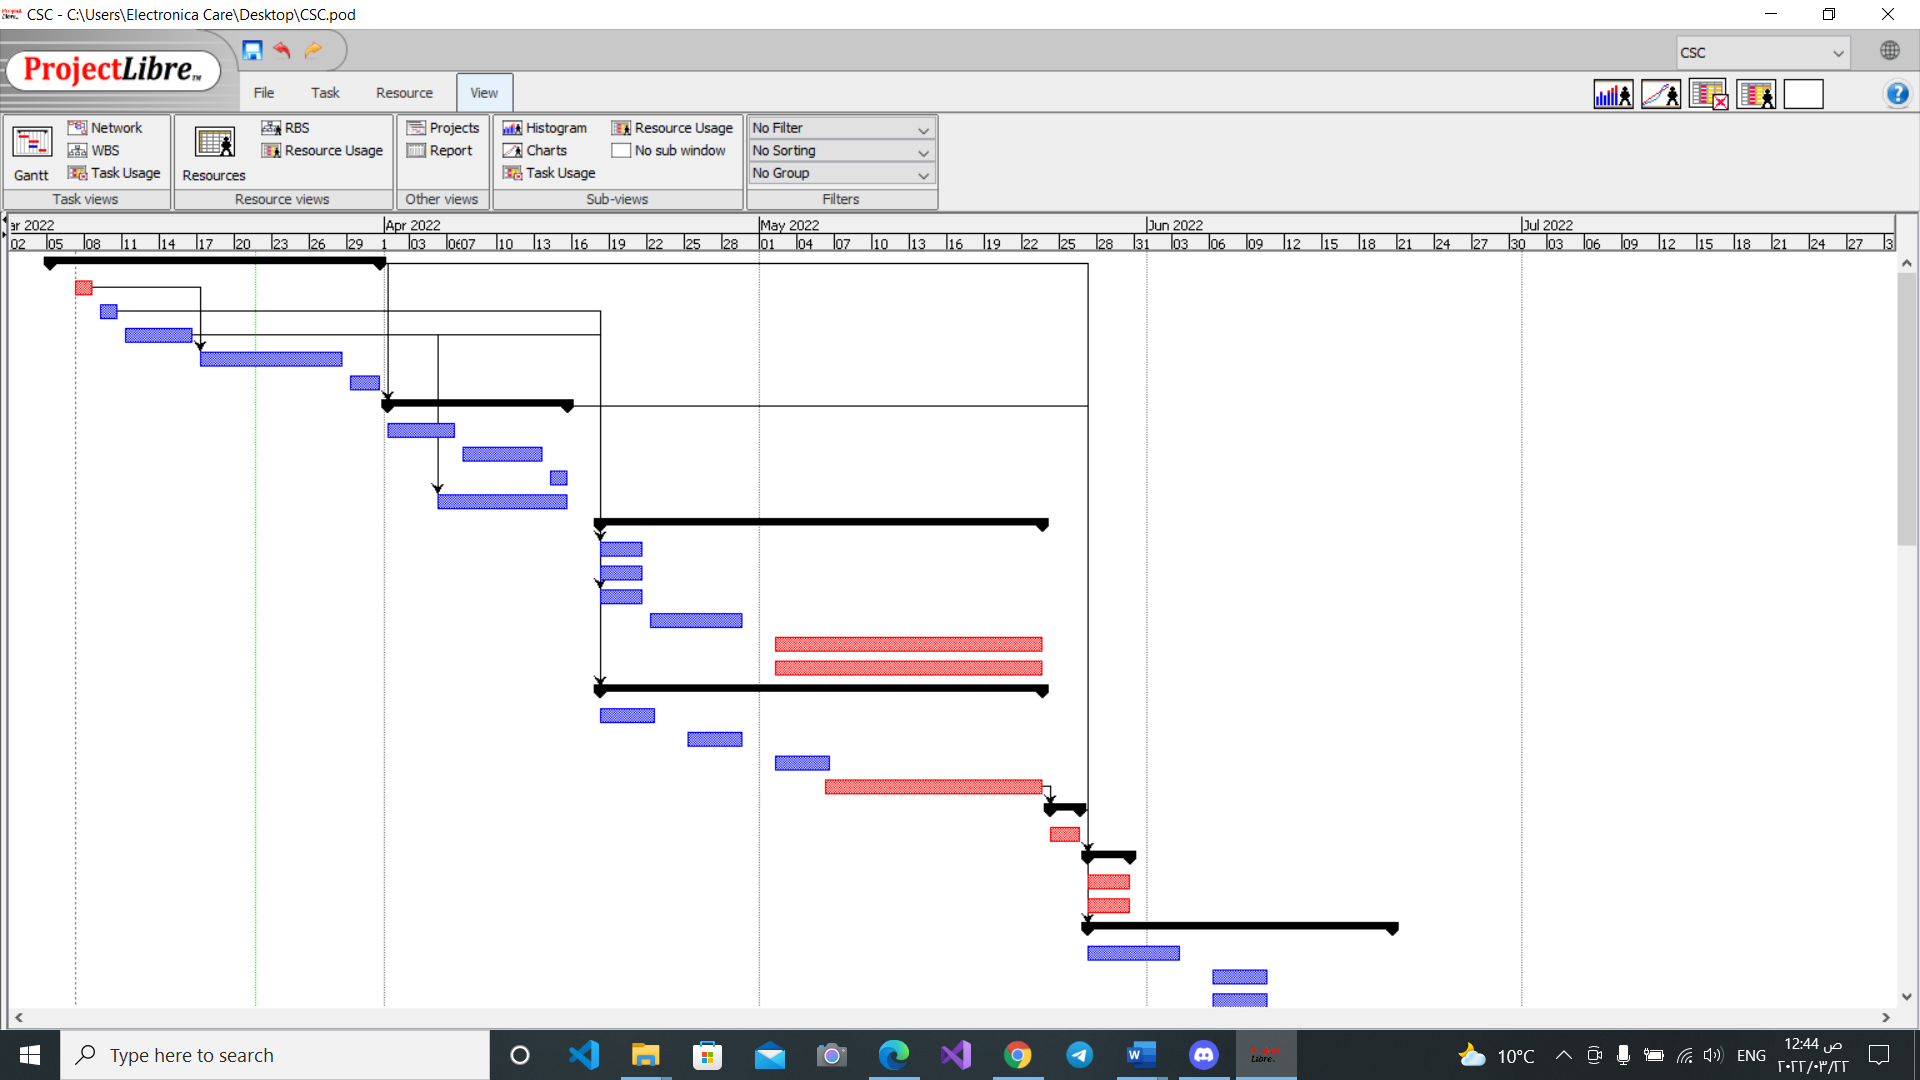 CSC - C:\Users\Electronica Care\Desktop\CSC.pod
ProjectLibre™
CSC
File Task Resource View
Gantt
Network
WBS
Task Usage
Task views
Resources
RBS
Resource Usage
Resource views
Projects
Report
Other views
Histogram
Charts
Task Usage
Resource Usage
No sub window
Sub-views
No Filter
No Sorting
No Group
Filters
ar 2022 Apr 2022 May 2022 Jun 2022 Jul 2022
02 05 08 11 14 17 20 23 26 29 1 03 0607 10 13 16 19 22 25 28 01 04 07 10 13 16 19 22 25 28 31 03 06 09 12 15 18 21 24 27 30 03 06 09 12 15 18 21 24 27 3
Type here to search
10°C
ENG
12:44 ص
٢٠٢٢/٠٣/٢٢